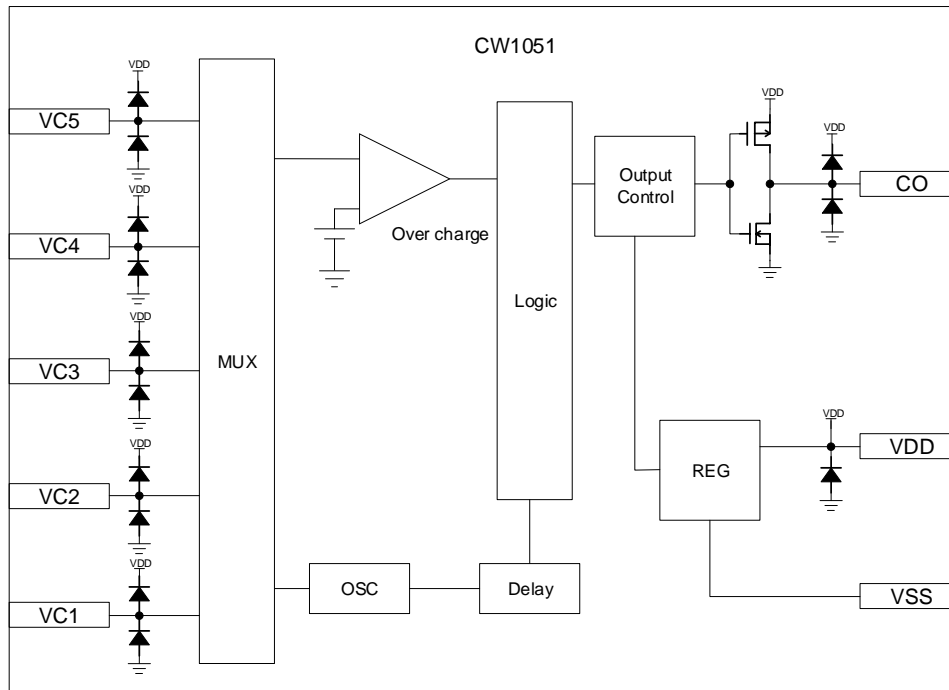 CW1051
VDD
VC5
VDD
VC4
VDD
VC3
VDD
VC2
VDD
VC1
MUX
Over charge
Logic
OSC
Delay
Output
Control
VDD
VDD
CO
REG
VDD
VDD
VSS